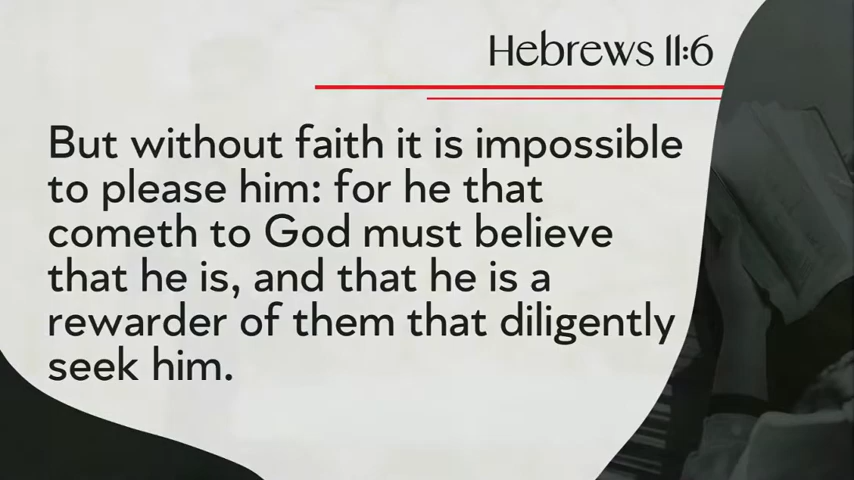 Hebrews 11:6
But without faith it is impossible
to please him: for he that
cometh to God must believe
that he is, and that he is a
rewarder of them that diligently
seek him.